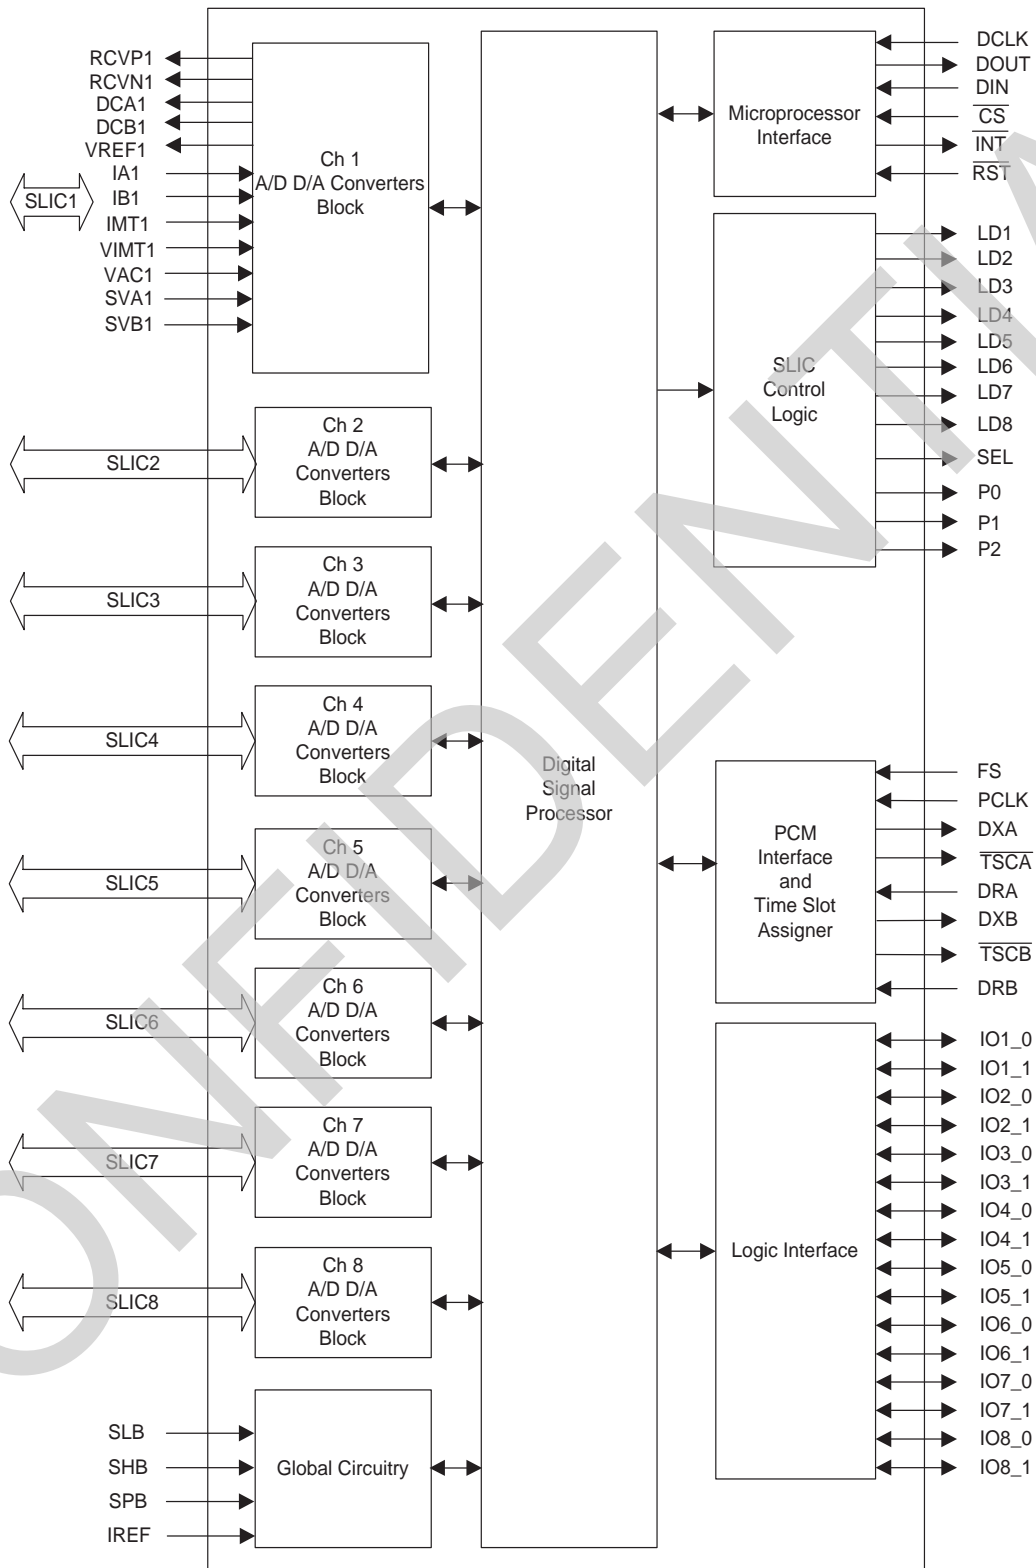 RCVP1
RCVN1
DCA1
DCB1
VREF1
IA1
IB1
IMT1
VIMT1
VAC1
SVA1
SVB1
SLIC1
Ch 1
A/D D/A Converters
Block
SLIC2
Ch 2
A/D D/A
Converters
Block
SLIC3
Ch 3
A/D D/A
Converters
Block
SLIC4
Ch 4
A/D D/A
Converters
Block
SLIC5
Ch 5
A/D D/A
Converters
Block
SLIC6
Ch 6
A/D D/A
Converters
Block
SLIC7
Ch 7
A/D D/A
Converters
Block
SLIC8
Ch 8
A/D D/A
Converters
Block
SLB
SHB
SPB
IREF
Global Circuitry
Digital
Signal
Processor
Microprocessor
Interface
DCLK
DOUT
DIN
CS
INT
RST
SLIC
Control
Logic
LD1
LD2
LD3
LD4
LD5
LD6
LD7
LD8
SEL
P0
P1
P2
PCM
Interface
and
Time Slot
Assigner
FS
PCLK
DXA
TSCA
DRA
DXB
TSCB
DRB
Logic Interface
IO1_0
IO1_1
IO2_0
IO2_1
IO3_0
IO3_1
IO4_0
IO4_1
IO5_0
IO5_1
IO6_0
IO6_1
IO7_0
IO7_1
IO8_0
IO8_1
ONFIDENTIA